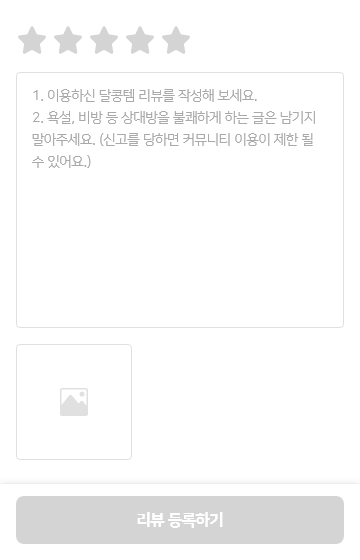 1. 이용하신 달콩템 리뷰를 작성해 보세요.
2. 욕설, 비방 등 상대방을 불쾌하게 하는 글은 남기지
말아주세요. (신고를 당하면 커뮤니티 이용이 제한 될
수 있어요.)
리뷰 등록하기